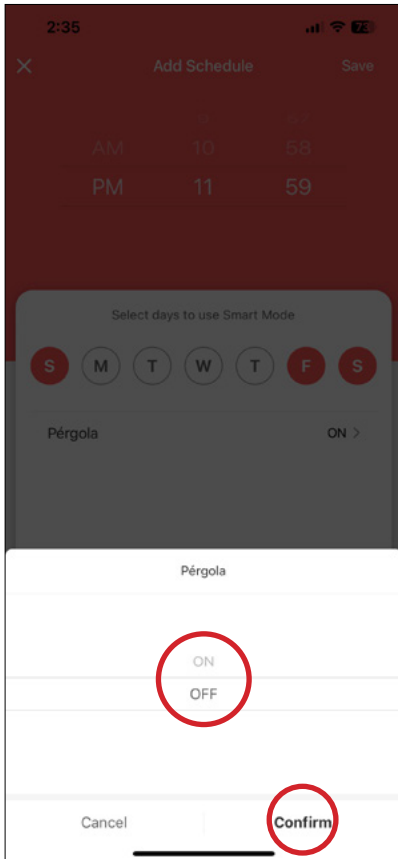 2:35 73
Add Schedule Save
AM 10 58
PM 11 59
Select days to use Smart Mode
S M T W T F S
Pérgola ON >
Pérgola
ON
OFF
Cancel Confirm